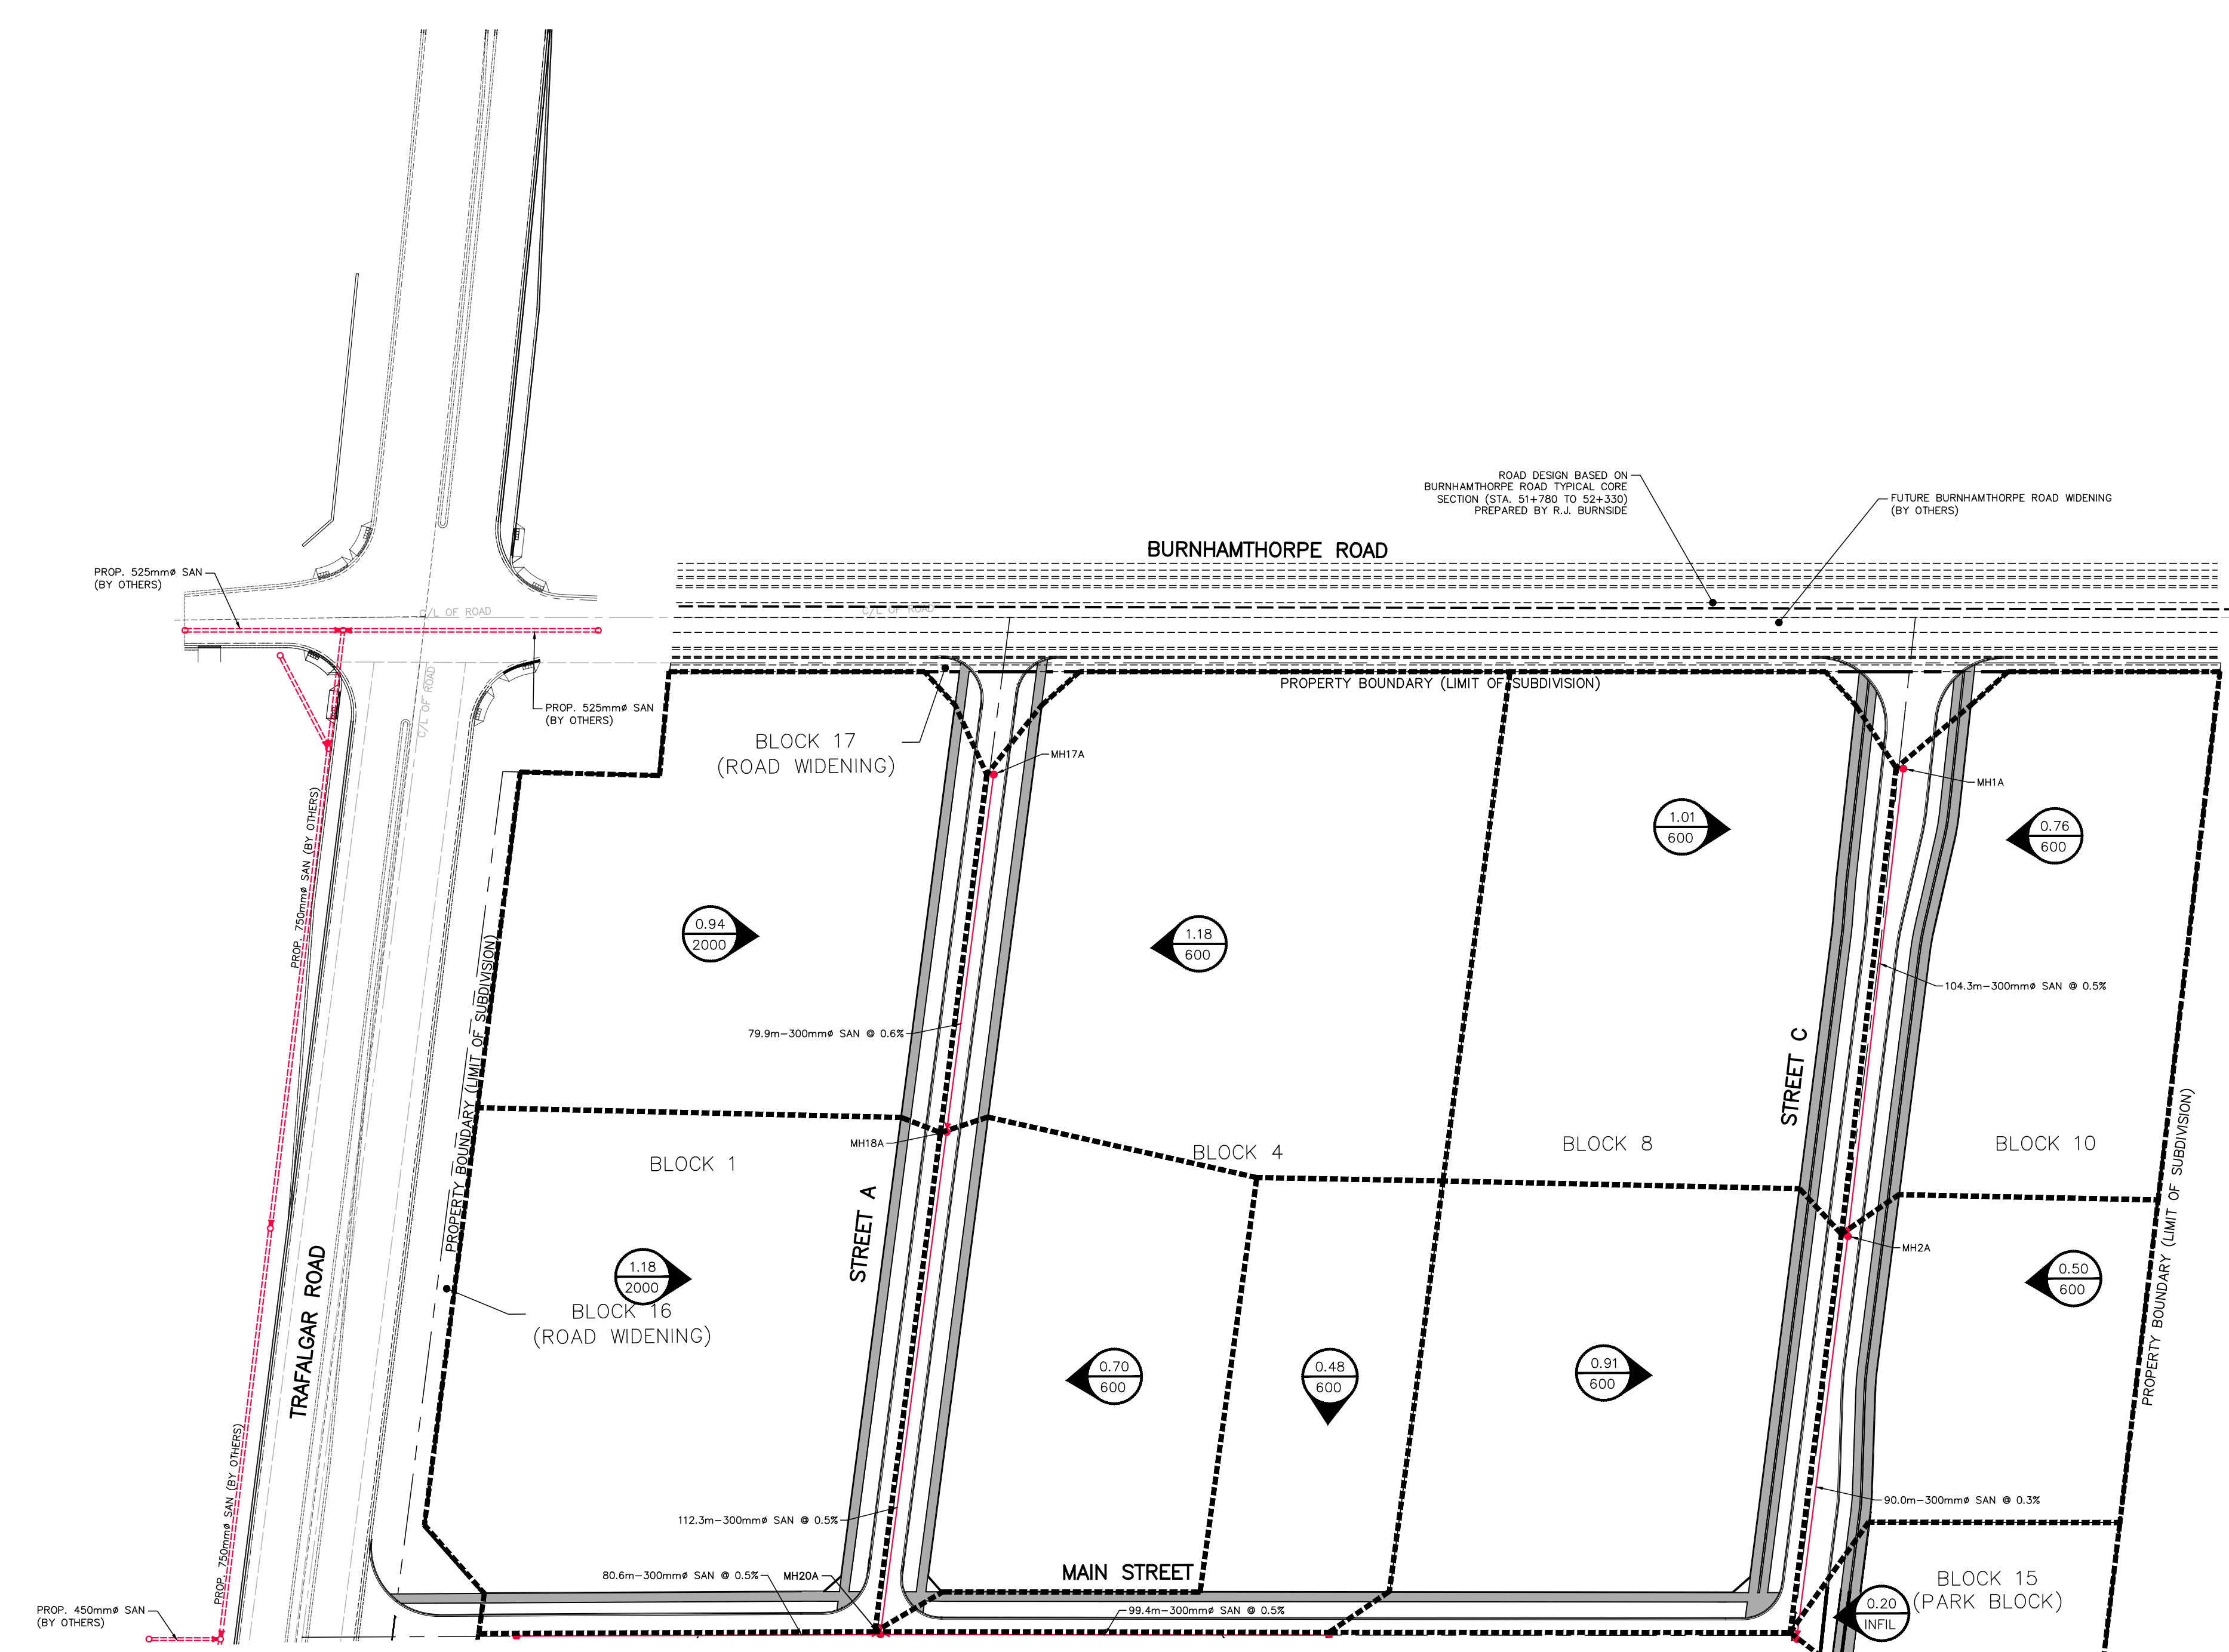 ROAD DESIGN BASED ON
BURNHAMTHORPE ROAD TYPICAL CORE
SECTION (STA. 51+780 TO 52+330)
PREPARED BY R.J. BURNSIDE
FUTURE BURNHAMTHORPE ROAD WIDENING
(BY OTHERS)
BURNHAMTHORPE ROAD
PROP. 525mmø SAN
(BY OTHERS)
C/L OF ROAD
C/L OF ROAD
C/L OF ROAD
PROPERTY BOUNDARY (LIMIT OF SUBDIVISION)
PROP. 525mmø SAN
(BY OTHERS)
BLOCK 17
(ROAD WIDENING)
MH17A
MH1A
PROP. 750mmø SAN (BY OTHERS)
1.01
600
0.76
600
0.94
2000
1.18
600
PROPERTY BOUNDARY (LIMIT OF SUBDIVISION)
104.3m-300mmø SAN @ 0.5%
79.9m-300mmø SAN @ 0.6%
STREET C
MH18A
BLOCK 1
BLOCK 4
BLOCK 8
BLOCK 10
PROPERTY BOUNDARY (LIMIT OF SUBDIVISION)
STREET A
MH2A
TRAFALGAR ROAD
1.18
2000
0.50
600
BLOCK 16
(ROAD WIDENING)
0.70
600
0.48
600
0.91
600
PROP. 750mmø SAN (BY OTHERS)
90.0m-300mmø SAN @ 0.3%
112.3m-300mmø SAN @ 0.5%
MAIN STREET
80.6m-300mmø SAN @ 0.5%
MH20A
BLOCK 15
(PARK BLOCK)
PROP. 450mmø SAN
(BY OTHERS)
99.4m-300mmø SAN @ 0.5%
0.20
INFIL